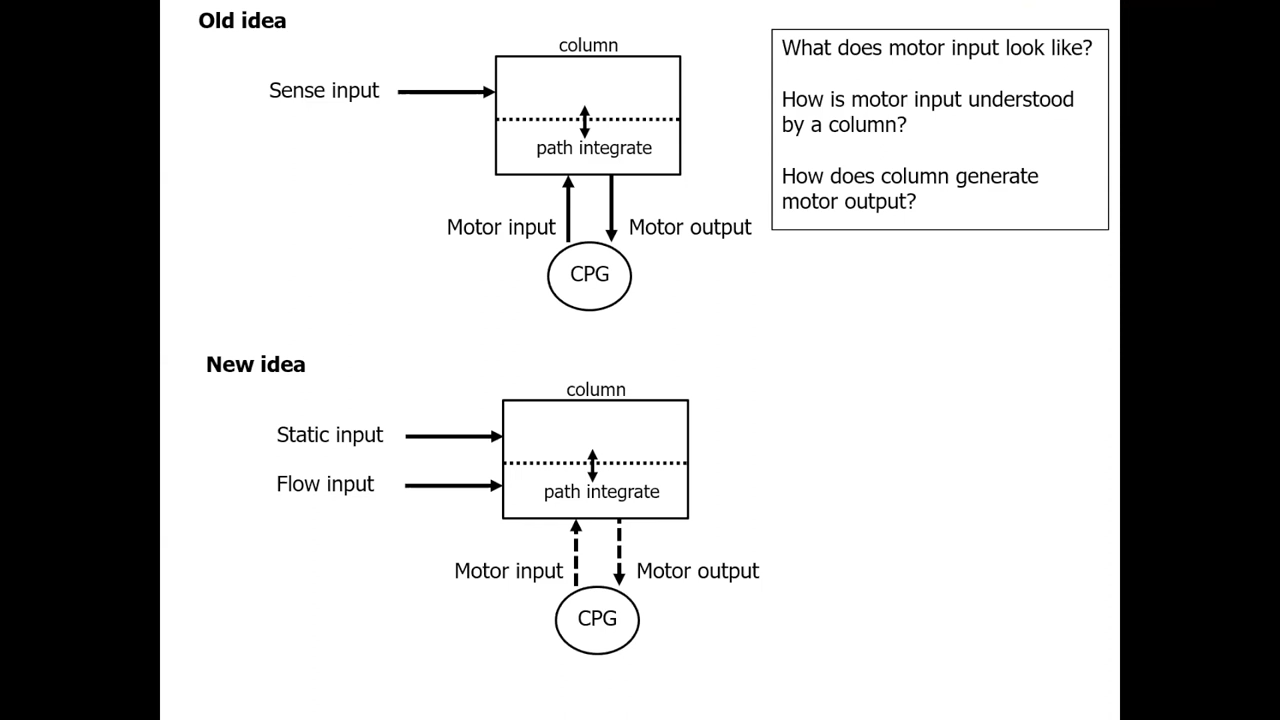 Old idea
column
Sense input
path integrate
Motor input
Motor output
CPG
What does motor input look like?
How is motor input understood
by a column?
How does column generate
motor output?
New idea
column
Static input
Flow input
path integrate
Motor input
Motor output
CPG